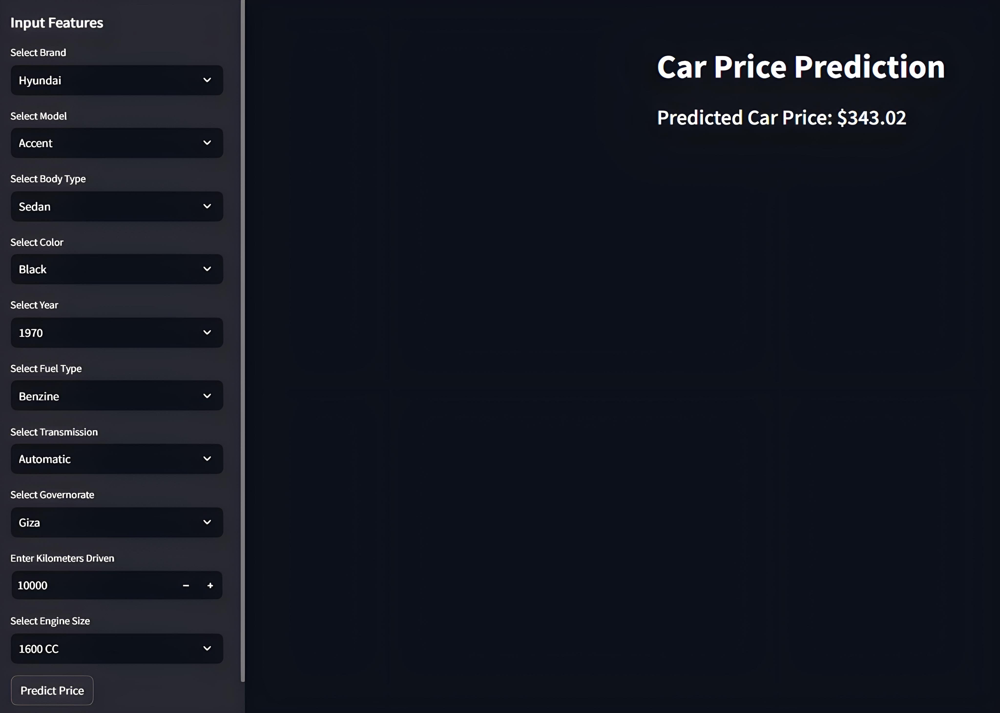 Input Features
Select Brand
Hyundai
Select Model
Accent
Select Body Type
Sedan
Select Color
Black
Select Year
1970
Select Fuel Type
Benzine
Select Transmission
Automatic
Select Governorate
Giza
Enter Kilometers Driven
10000
Select Engine Size
1600 CC
Predict Price
Car Price Prediction
Predicted Car Price: $343.02